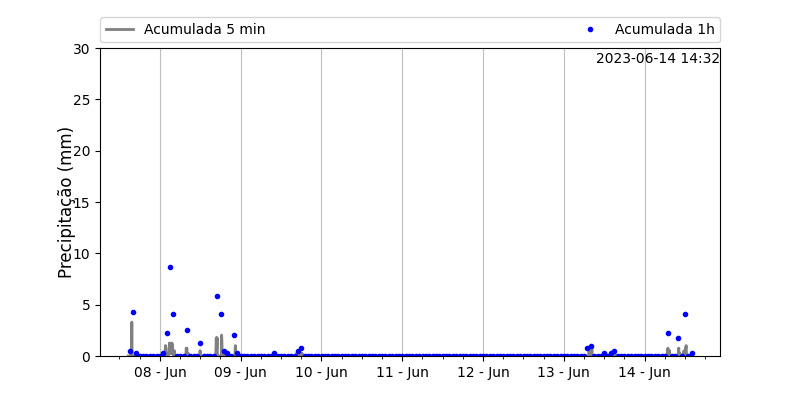 Acumulada 5 min Acumulada 1h
2023-06-14 14:32
Precipitação (mm)
30
25
20
15
10
5
0
08 - Jun 09 - Jun 10 - Jun 11 - Jun 12 - Jun 13 - Jun 14 - Jun